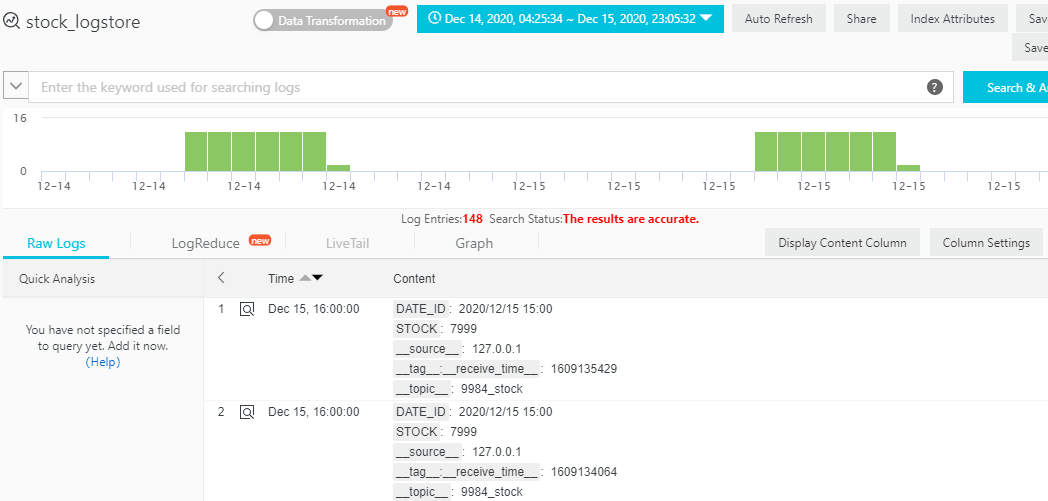 stock_logstore
Data Transformation new
Dec 14, 2020, 04:25:34 ~ Dec 15, 2020, 23:05:32
Auto Refresh
Share
Index Attributes
Sav
Save
Enter the keyword used for searching logs
?
Search & A
16
0
12-14 12-14 12-14 12-14 12-14 12-15 12-15 12-15 12-15 12-15 12-15
Log Entries:148 Search Status:The results are accurate.
Raw Logs
LogReduce new
LiveTail
Graph
Display Content Column
Column Settings
Quick Analysis
You have not specified a field
to query yet. Add it now.
(Help)
< Time Content
1 Dec 15, 16:00:00 DATE_ID : 2020/12/15 15:00
STOCK : 7999
__source__ : 127.0.0.1
__tag__:__receive_time__ : 1609135429
__topic__ : 9984_stock
2 Dec 15, 16:00:00 DATE_ID : 2020/12/15 15:00
STOCK : 7999
__source__ : 127.0.0.1
__tag__:__receive_time__ : 1609134064
__topic__ : 9984_stock